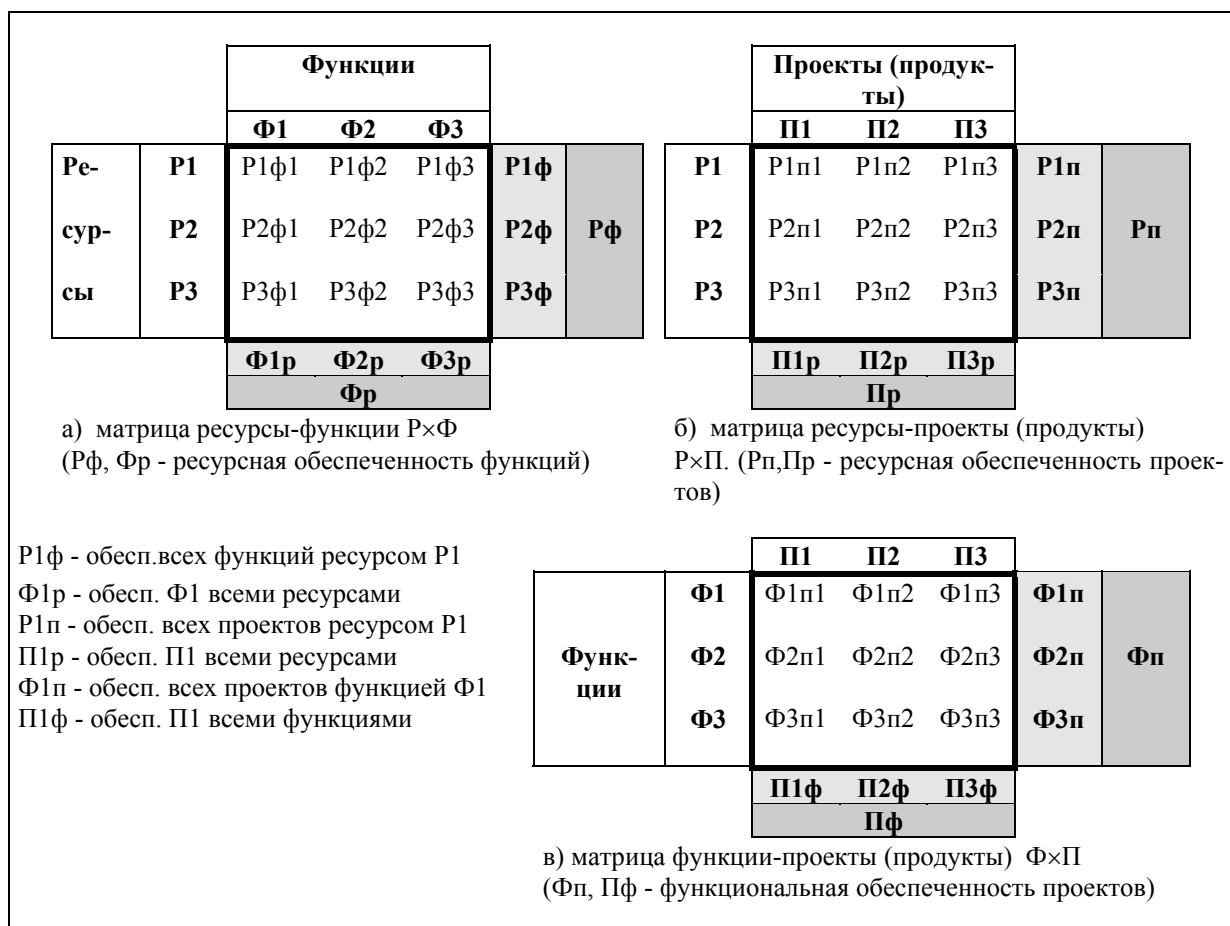 Функции
Ф1 Ф2 Ф3
Ре- Р1 Р1ф1 Р1ф2 Р1ф3 Р1ф
сур- Р2 Р2ф1 Р2ф2 Р2ф3 Р2ф Рф
сы Р3 Р3ф1 Р3ф2 Р3ф3 Р3ф
Ф1р Ф2р Ф3р
Фр
а) матрица ресурсы-функции Р×Ф
(Рф, Фр - ресурсная обеспеченность функций)
Проекты (продук-
ты)
П1 П2 П3
Р1 Р1п1 Р1п2 Р1п3 Р1п
Р2 Р2п1 Р2п2 Р2п3 Р2п Рп
Р3 Р3п1 Р3п2 Р3п3 Р3п
П1р П2р П3р
Пр
б) матрица ресурсы-проекты (продукты)
Р×П. (Рп,Пр - ресурсная обеспеченность проек-
тов)
Р1ф - обесп.всех функций ресурсом Р1
Ф1р - обесп. Ф1 всеми ресурсами
Р1п - обесп. всех проектов ресурсом Р1
П1р - обесп. П1 всеми ресурсами
Ф1п - обесп. всех проектов функцией Ф1
П1ф - обесп. П1 всеми функциями
П1 П2 П3
Ф1 Ф1п1 Ф1п2 Ф1п3 Ф1п
Функ- Ф2 Ф2п1 Ф2п2 Ф2п3 Ф2п Фп
ции
Ф3 Ф3п1 Ф3п2 Ф3п3 Ф3п
П1ф П2ф П3ф
Пф
в) матрица функции-проекты (продукты) Ф×П
(Фп, Пф - функциональная обеспеченность проектов)